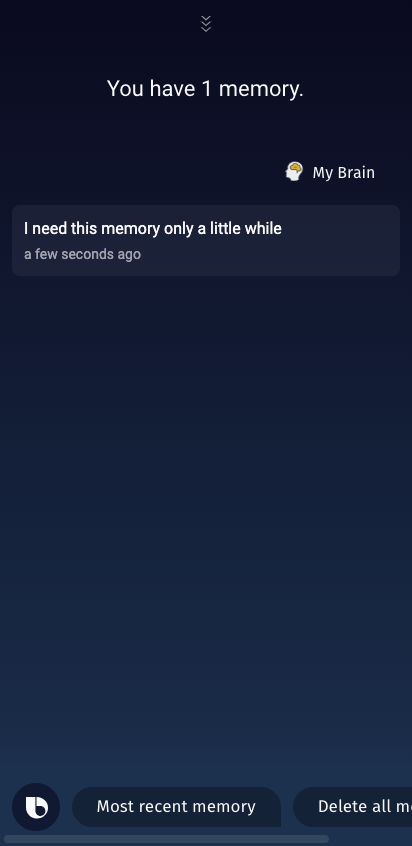 You have 1 memory.
My Brain
I need this memory only a little while
a few seconds ago
Most recent memory
Delete all